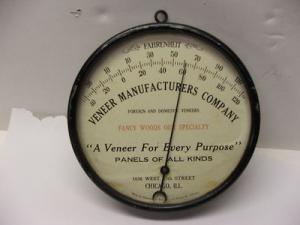 FAHRENHEIT
VENEER MANUFACTURERS COMPANY
FOREIGN AND DOMESTIC VENEERS
FANCY WOODS OUR SPECIALTY
"A Veneer For Every Purpose"
PANELS OF ALL KINDS
WEST STREET
CHICAGO, ILL.